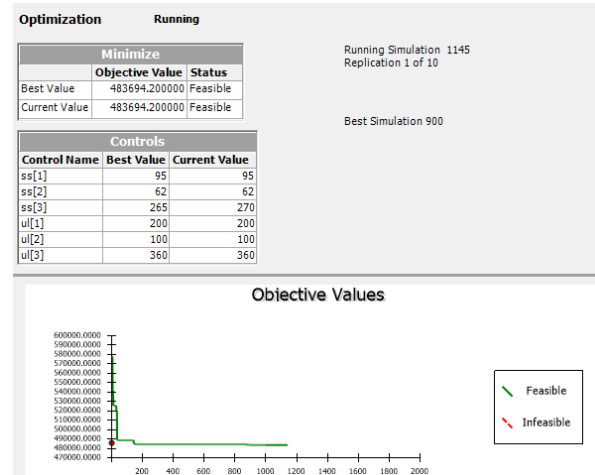 Optimization Running
Minimize
Objective Value Status
Best Value 483694.200000 Feasible
Current Value 483694.200000 Feasible
Running Simulation 1145
Replication 1 of 10
Best Simulation 900
Controls
Control Name Best Value Current Value
ss[1] 95 95
ss[2] 62 62
ss[3] 265 270
ul[1] 200 200
ul[2] 100 100
ul[3] 360 360
Objective Values
600000.0000
590000.0000
580000.0000
570000.0000
560000.0000
550000.0000
540000.0000
530000.0000
520000.0000
510000.0000
500000.0000
490000.0000
480000.0000
470000.0000
200 400 600 800 1000 1200 1400 1600 1800 2000
Feasible
Infeasible